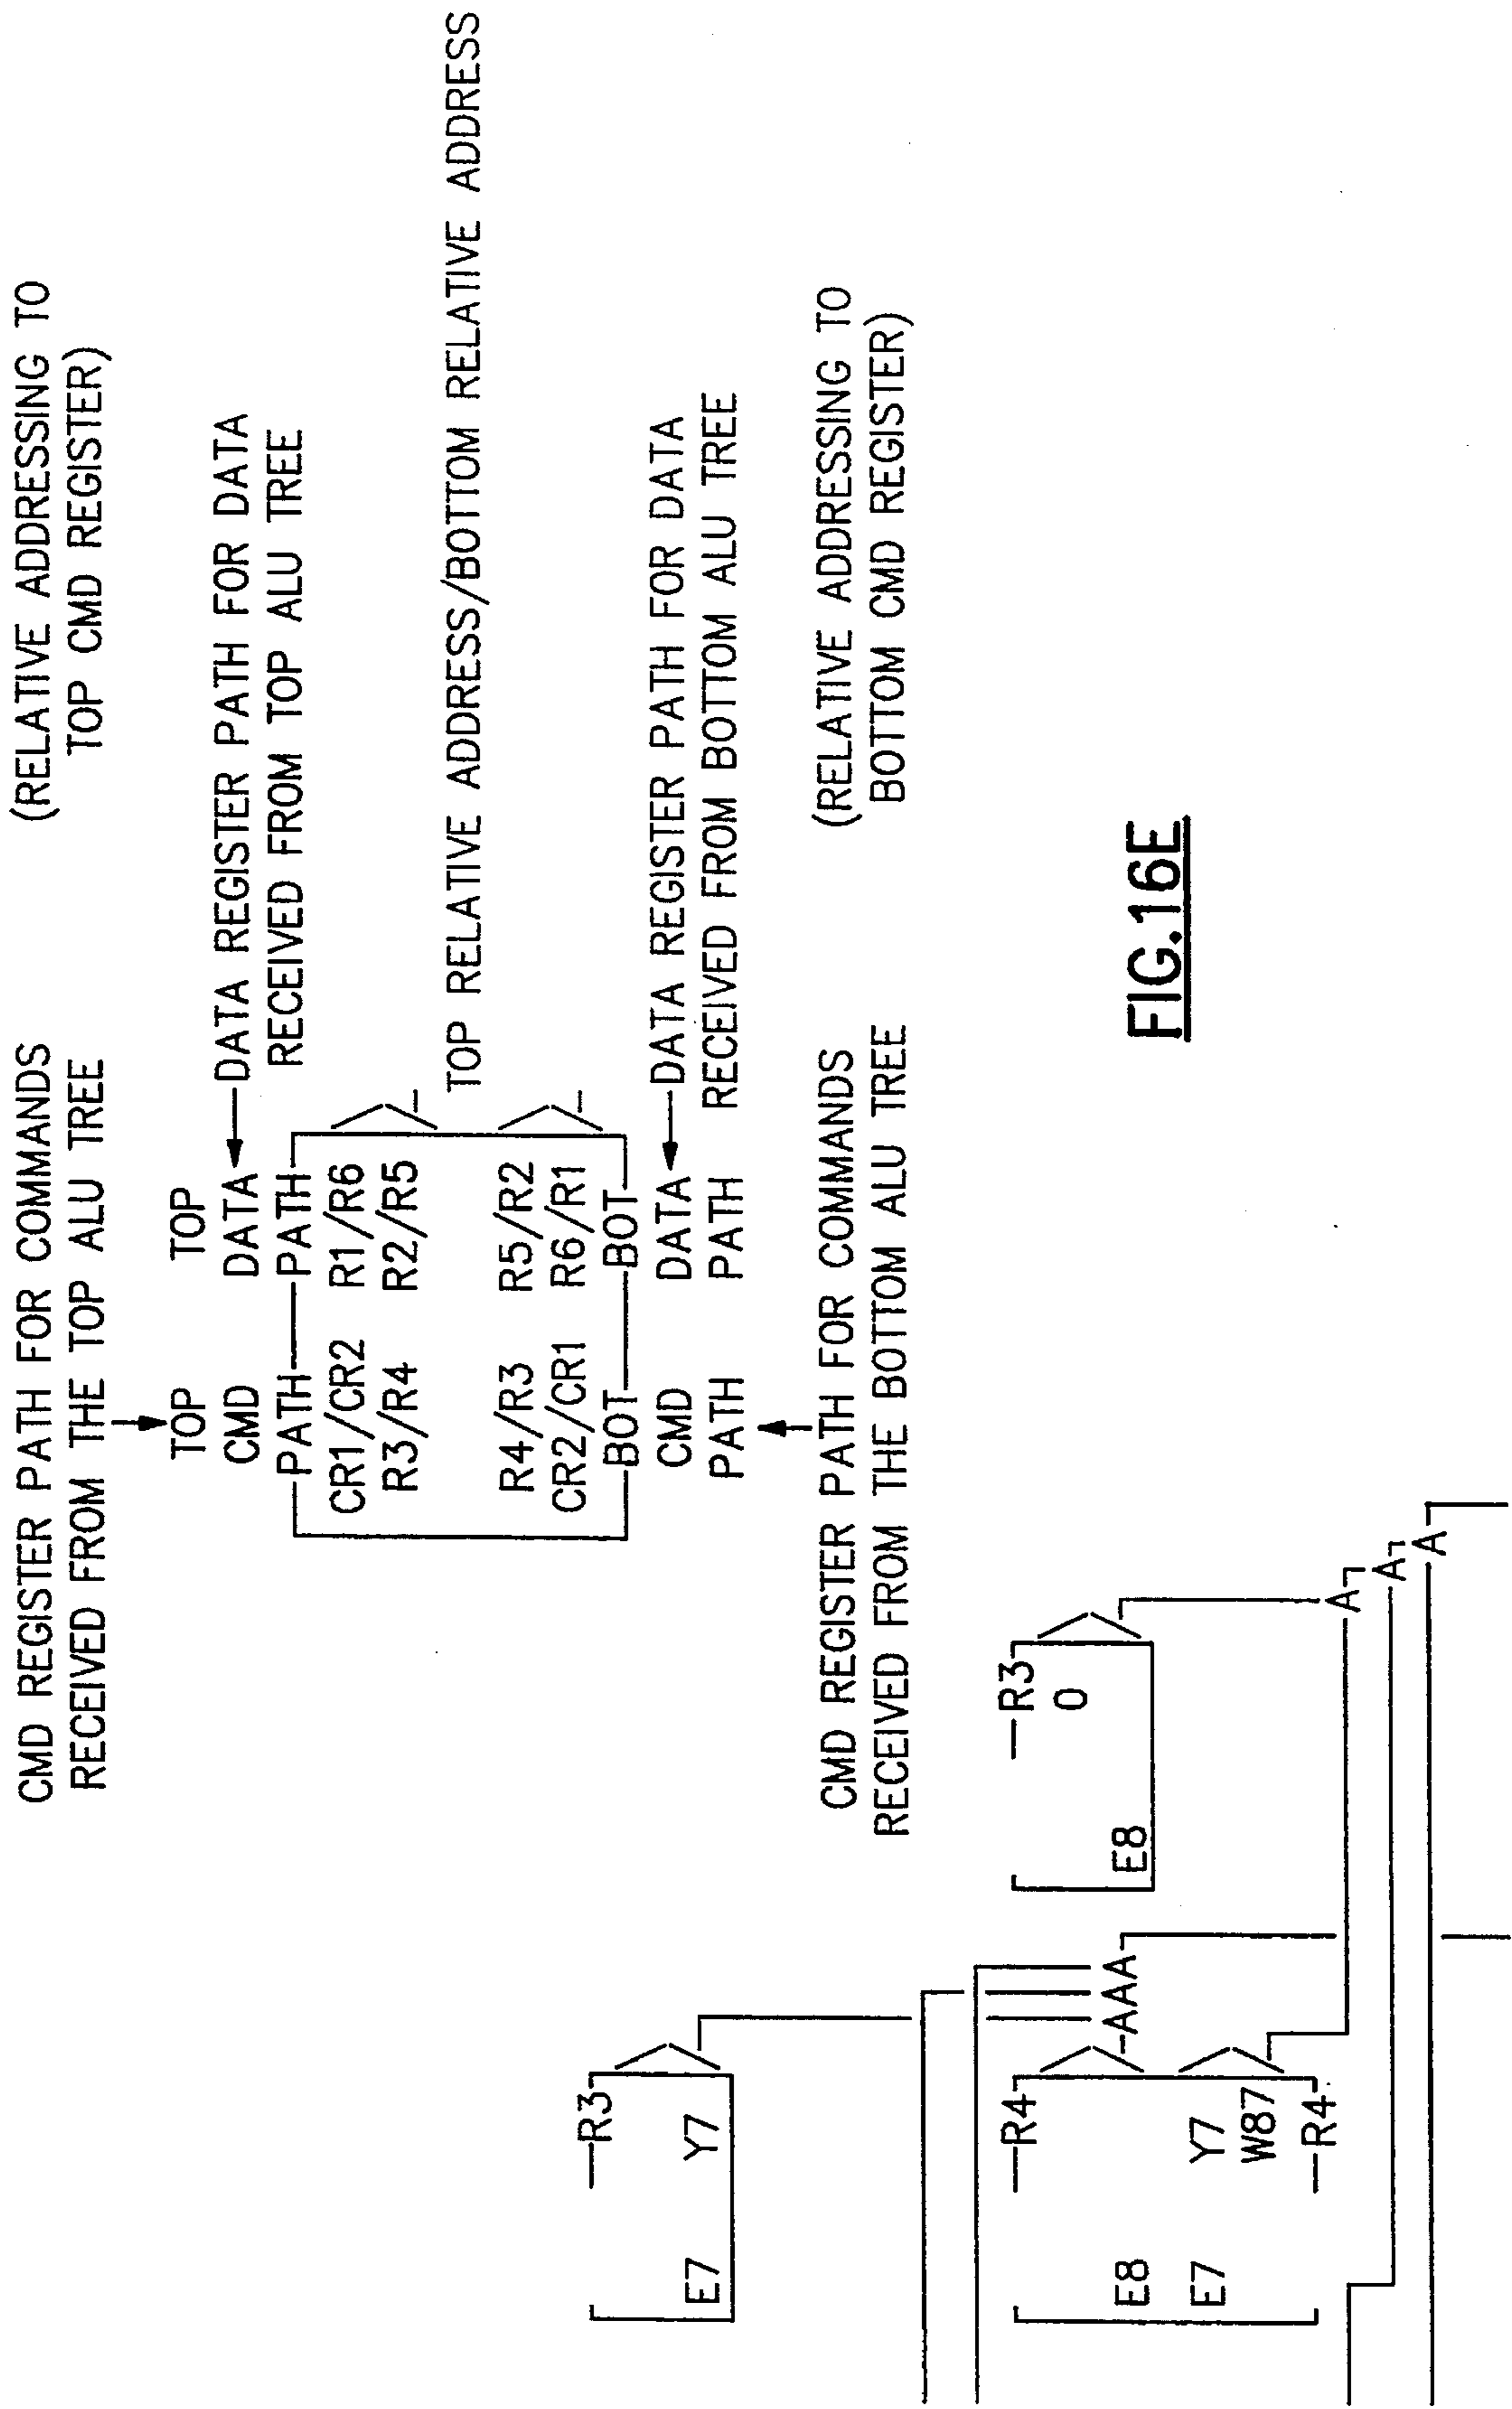 CMD REGISTER PATH FOR COMMANDS
RECEIVED FROM THE TOP ALU TREE
(RELATIVE ADDRESSING TO
TOP CMD REGISTER)
TOP TOP
CMD DATA
DATA REGISTER PATH FOR DATA
RECEIVED FROM TOP ALU TREE
PATH PATH
CR1/CR2 R1/R6
R3/R4 R2/R5
TOP RELATIVE ADDRESS/BOTTOM RELATIVE ADDRESS
R4/R3 R5/R2
CR2/CR1 R6/R1
BOT BOT
CMD DATA
PATH PATH
DATA REGISTER PATH FOR DATA
RECEIVED FROM BOTTOM ALU TREE
CMD REGISTER PATH FOR COMMANDS
RECEIVED FROM THE BOTTOM ALU TREE
(RELATIVE ADDRESSING TO
BOTTOM CMD REGISTER)
R3
E7 Y7
R4
AAA
E8
E7 Y7
W87
R4
R3
0
E8
A
A
A
FIG.16E